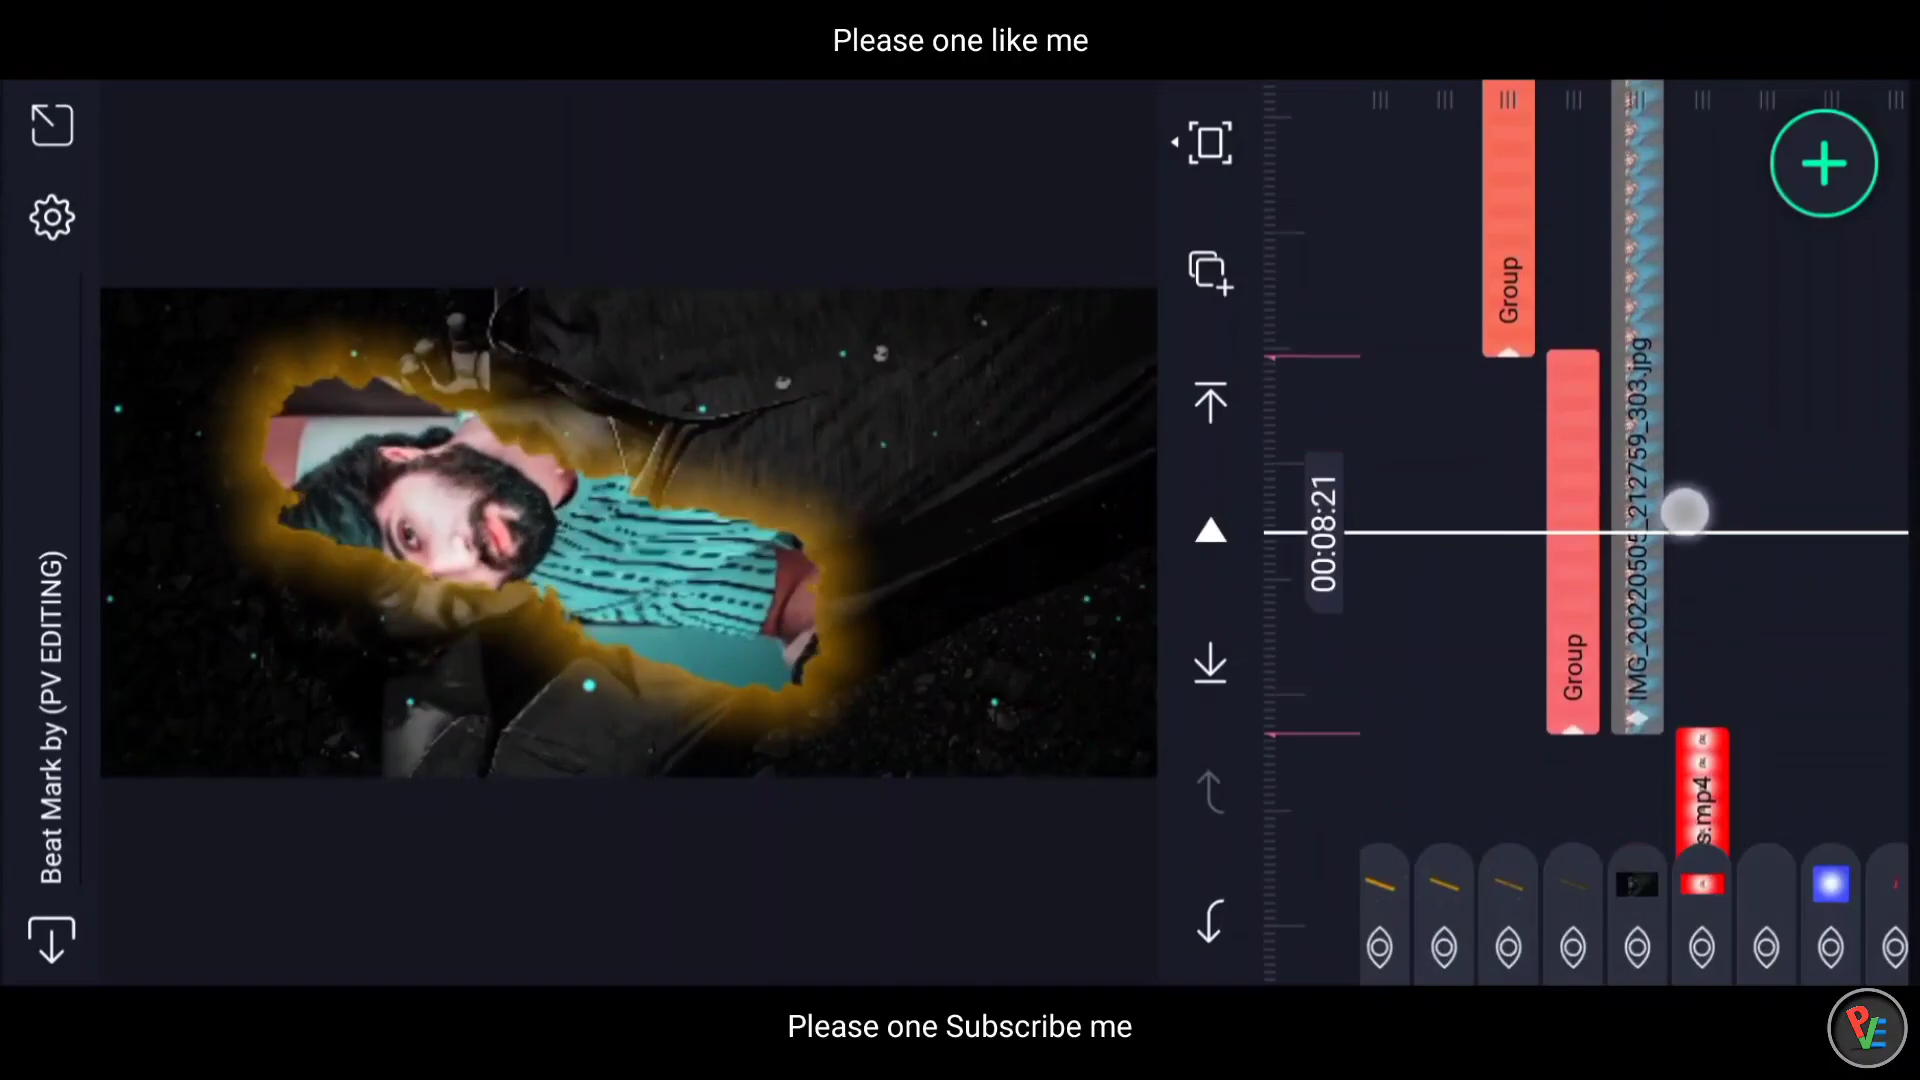 Please one like me
Beat Mark by (PV EDITING)
00:08:21
Group
Group
IMG_20220505_212759_303.jpg
s.mp4
Please one Subscribe me
PVE